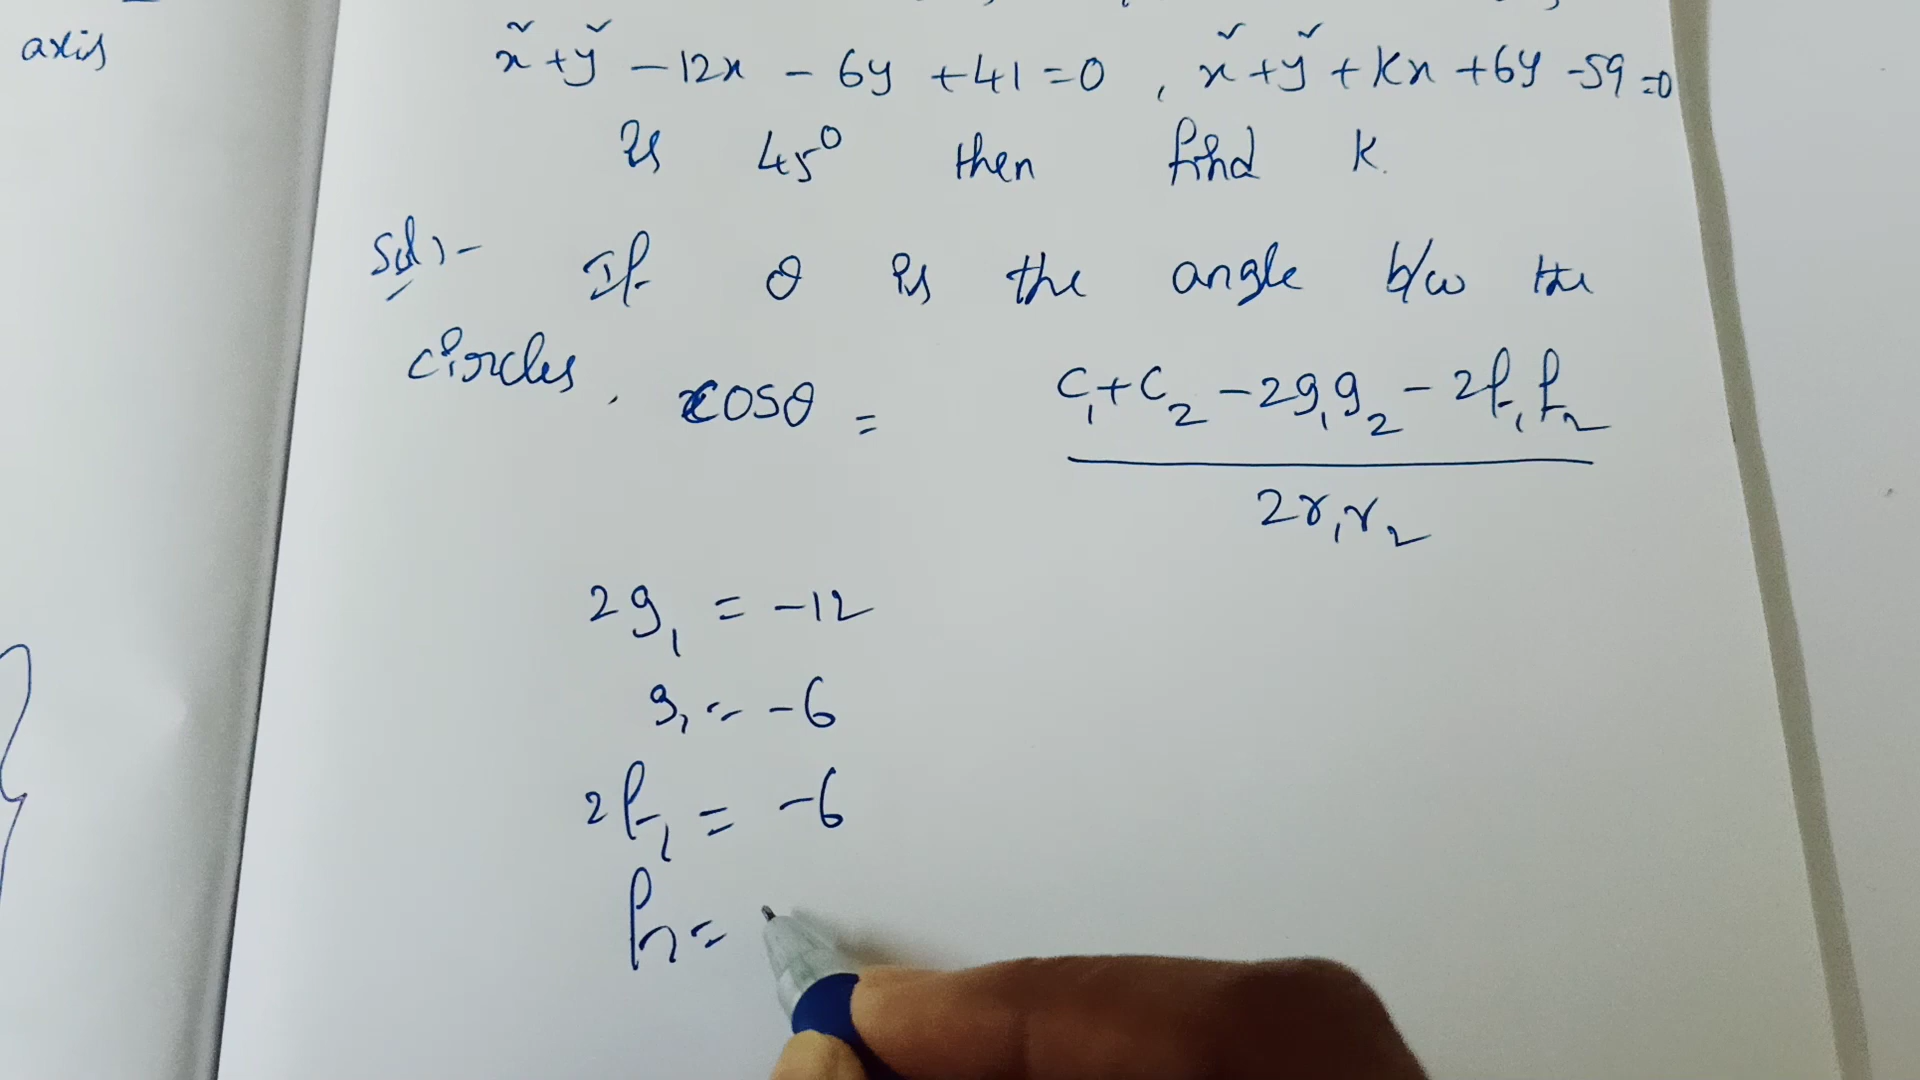 axis
x²+y² -12x - 6y +41=0 , x²+y² +kx +6y -59=0
is 45° then find k.
Sol:- If θ is the angle b/w the
circles. cosθ = C₁+C₂-2g₁g₂-2f₁f₂
2r₁r₂
2g₁ = -12
g₁ = -6
2f₁ = -6
f₁ =